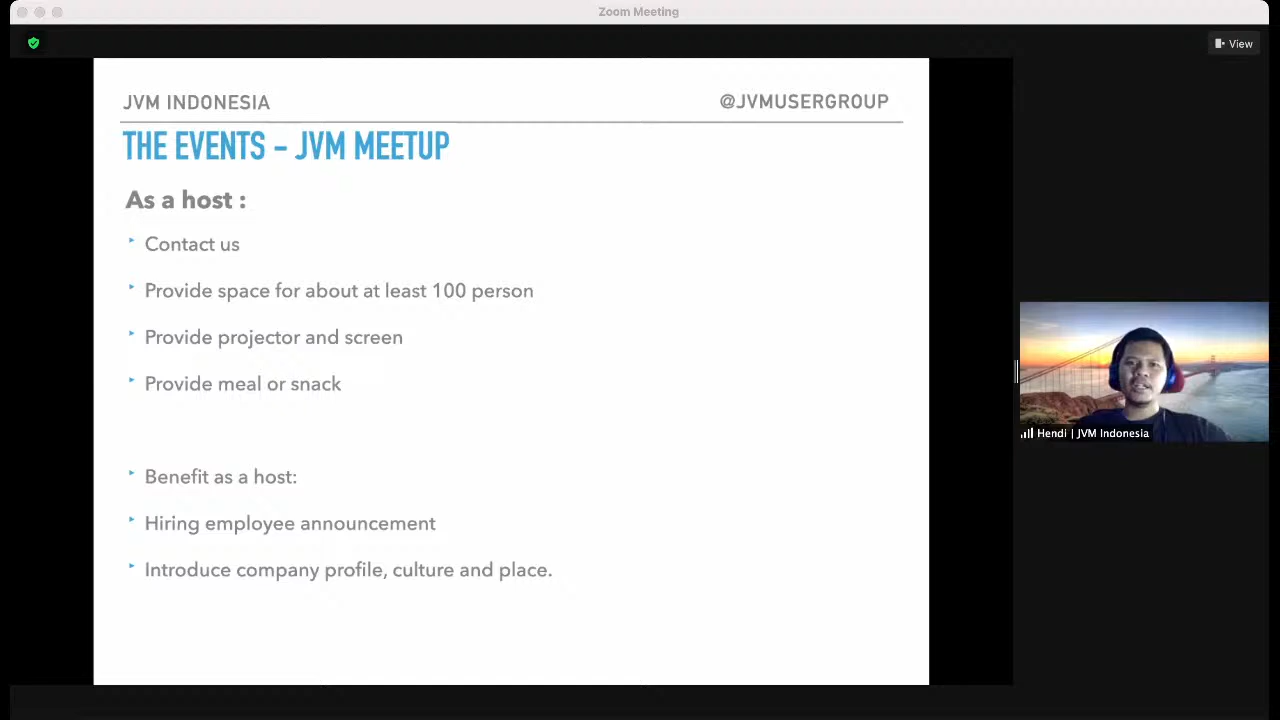 Zoom Meeting
View
JVM INDONESIA
@JVMUSERGROUP
THE EVENTS – JVM MEETUP
As a host :
Contact us
Provide space for about at least 100 person
Provide projector and screen
Provide meal or snack
Benefit as a host:
Hiring employee announcement
Introduce company profile, culture and place.
Hendi | JVM Indonesia